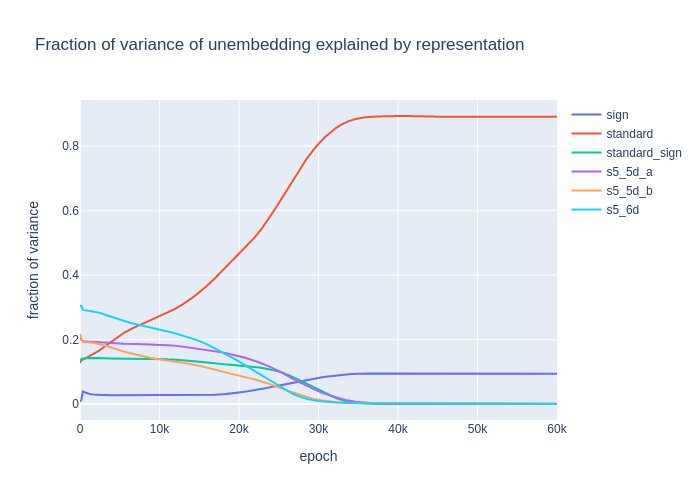 Fraction of variance of unembedding explained by representation
fraction of variance
0.8
0.6
0.4
0.2
0
0 10k 20k 30k 40k 50k 60k
epoch
sign
standard
standard_sign
s5_5d_a
s5_5d_b
s5_6d